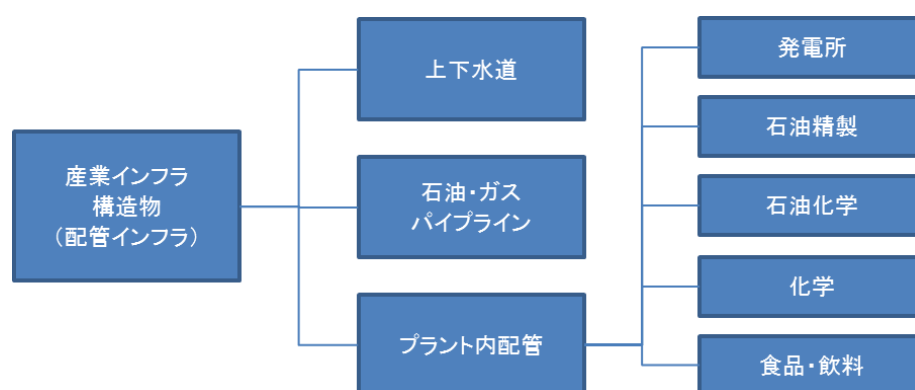 産業インフラ
構造物
（配管インフラ）
上下水道
石油・ガス
パイプライン
プラント内配管
発電所
石油精製
石油化学
化学
食品・飲料